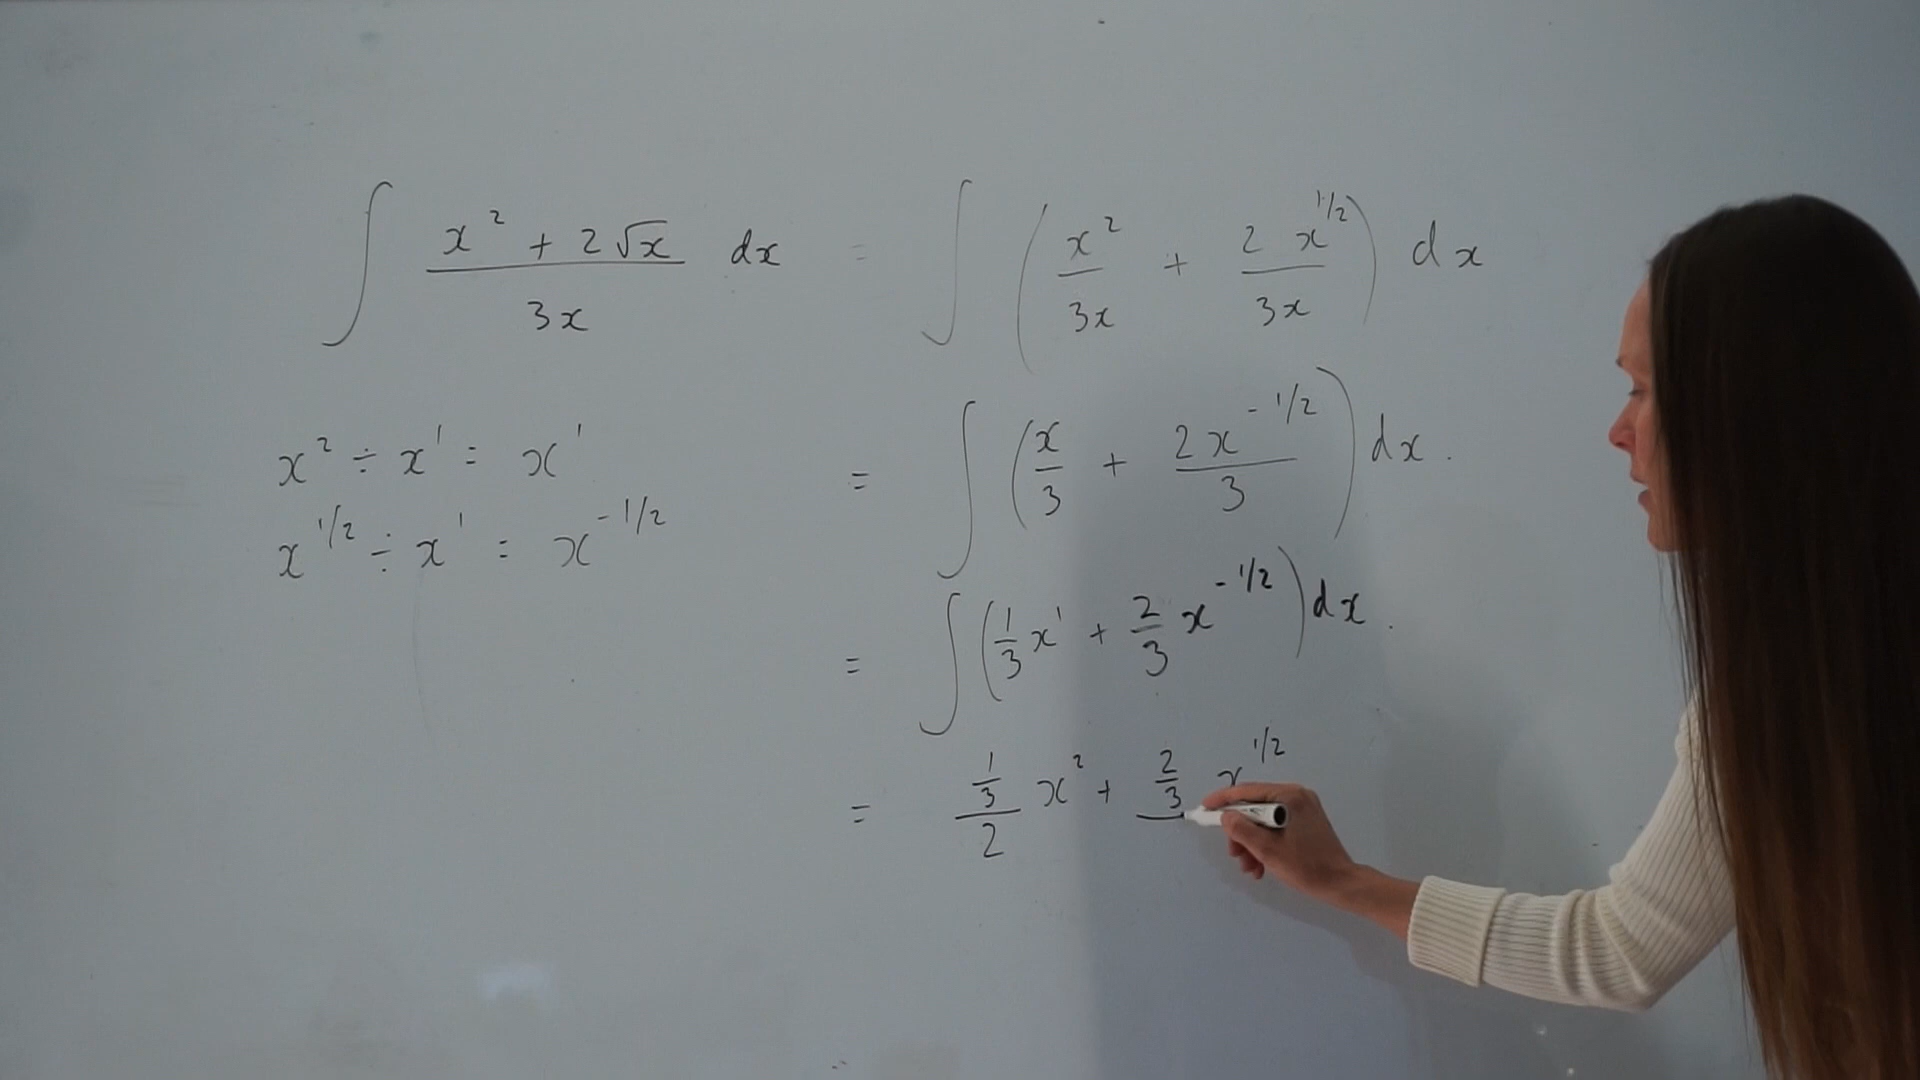 ∫ (x² + 2√x)/(3x) dx = ∫ (x²/(3x) + (2 x^(1/2))/(3x)) dx
x² ÷ x¹ = x¹
x^(1/2) ÷ x¹ = x^(-1/2)
= ∫ (x/3 + (2x^(-1/2))/3) dx.
= ∫ (1/3 x¹ + 2/3 x^(-1/2)) dx.
= (1/3)/2 x² + 2/3 x^(1/2)